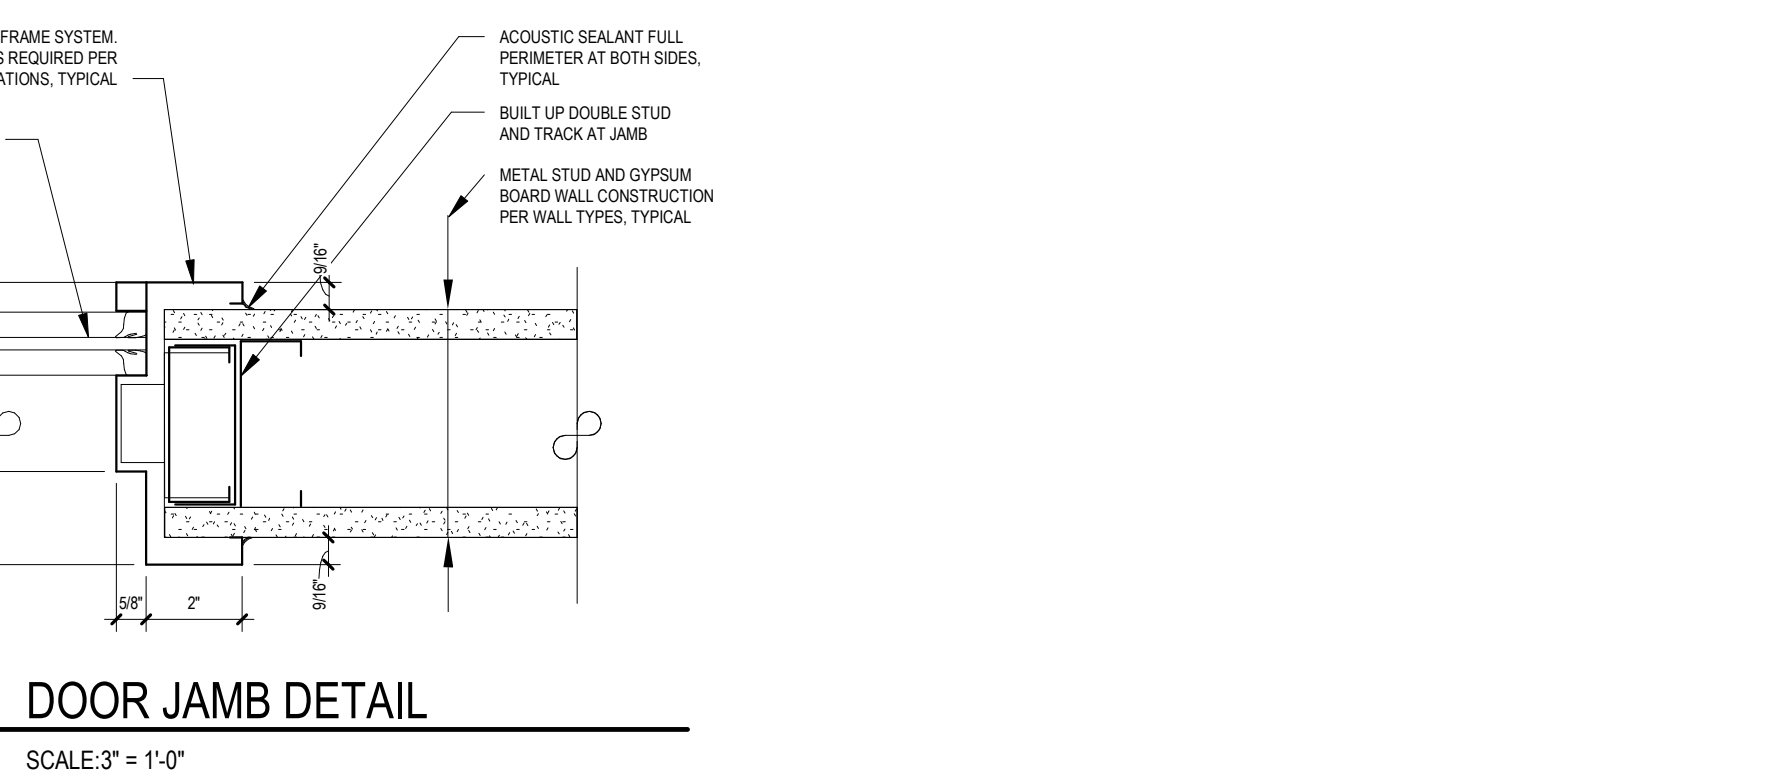 FRAME SYSTEM.
REQUIRED PER
TYPICAL
ACOUSTIC SEALANT FULL
PERIMETER AT BOTH SIDES,
TYPICAL
BUILT UP DOUBLE STUD
AND TRACK AT JAMB
METAL STUD AND GYPSUM
BOARD WALL CONSTRUCTION
PER WALL TYPES, TYPICAL
9/16"
9/16"
5/8"
2"
DOOR JAMB DETAIL
SCALE:3" = 1'-0"